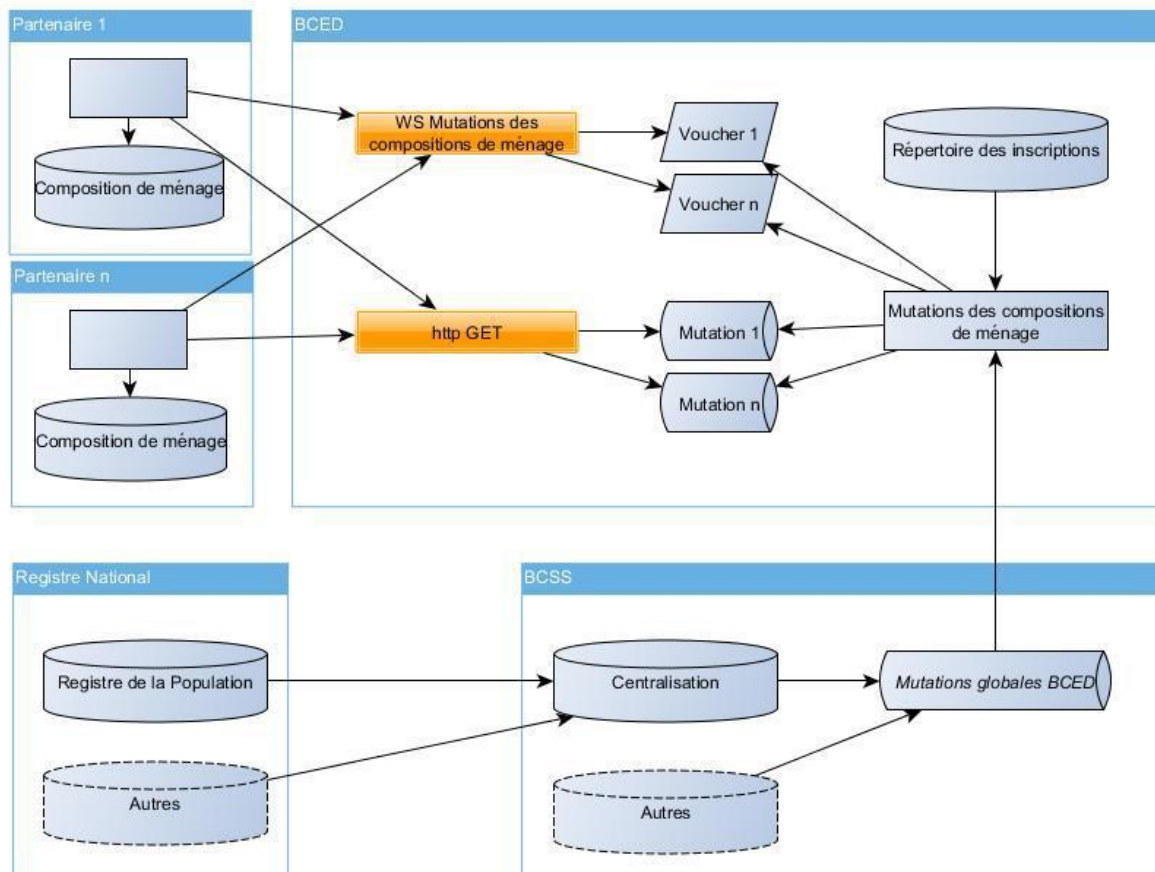 Partenaire 1
BCED
Composition de ménage
WS Mutations des
compositions de ménage
Voucher 1
Voucher n
Répertoire des inscriptions
Partenaire n
Composition de ménage
http GET
Mutation 1
Mutation n
Mutations des compositions
de ménage
Registre National
BCSS
Registre de la Population
Centralisation
Mutations globales BCED
Autres
Autres